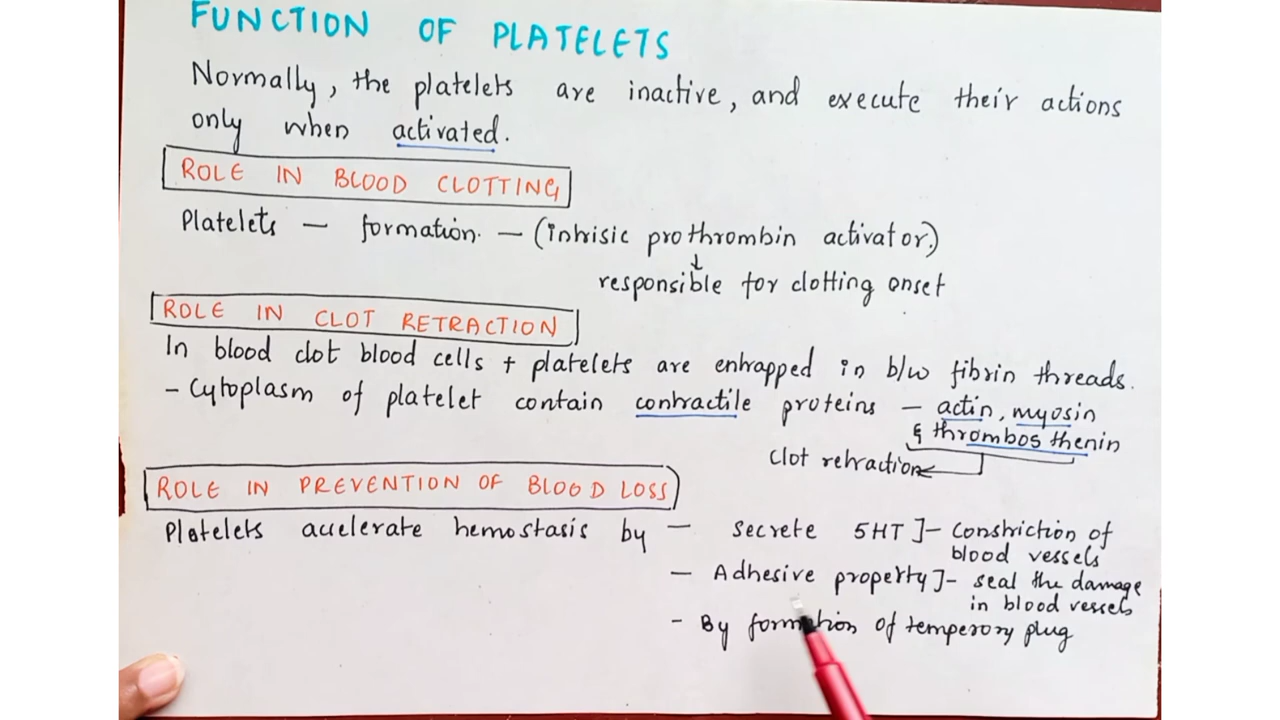 FUNCTION OF PLATELETS
Normally, the platelets are inactive, and execute their actions
only when activated.
ROLE IN BLOOD CLOTTING
Platelets — formation. — (intrisic prothrombin activator.)
↓
responsible for clotting onset
ROLE IN CLOT RETRACTION
In blood clot blood cells + platelets are entrapped in b/w fibrin threads.
- Cytoplasm of platelet contain contractile proteins — actin, myosin
& thrombosthenin
Clot retraction
ROLE IN PREVENTION OF BLOOD LOSS
Platelets accelerate hemostasis by — secrete 5HT ]- Constriction of
blood vessels
— Adhesive property ]- seal the damage
in blood vessels
- By formation of temperory plug